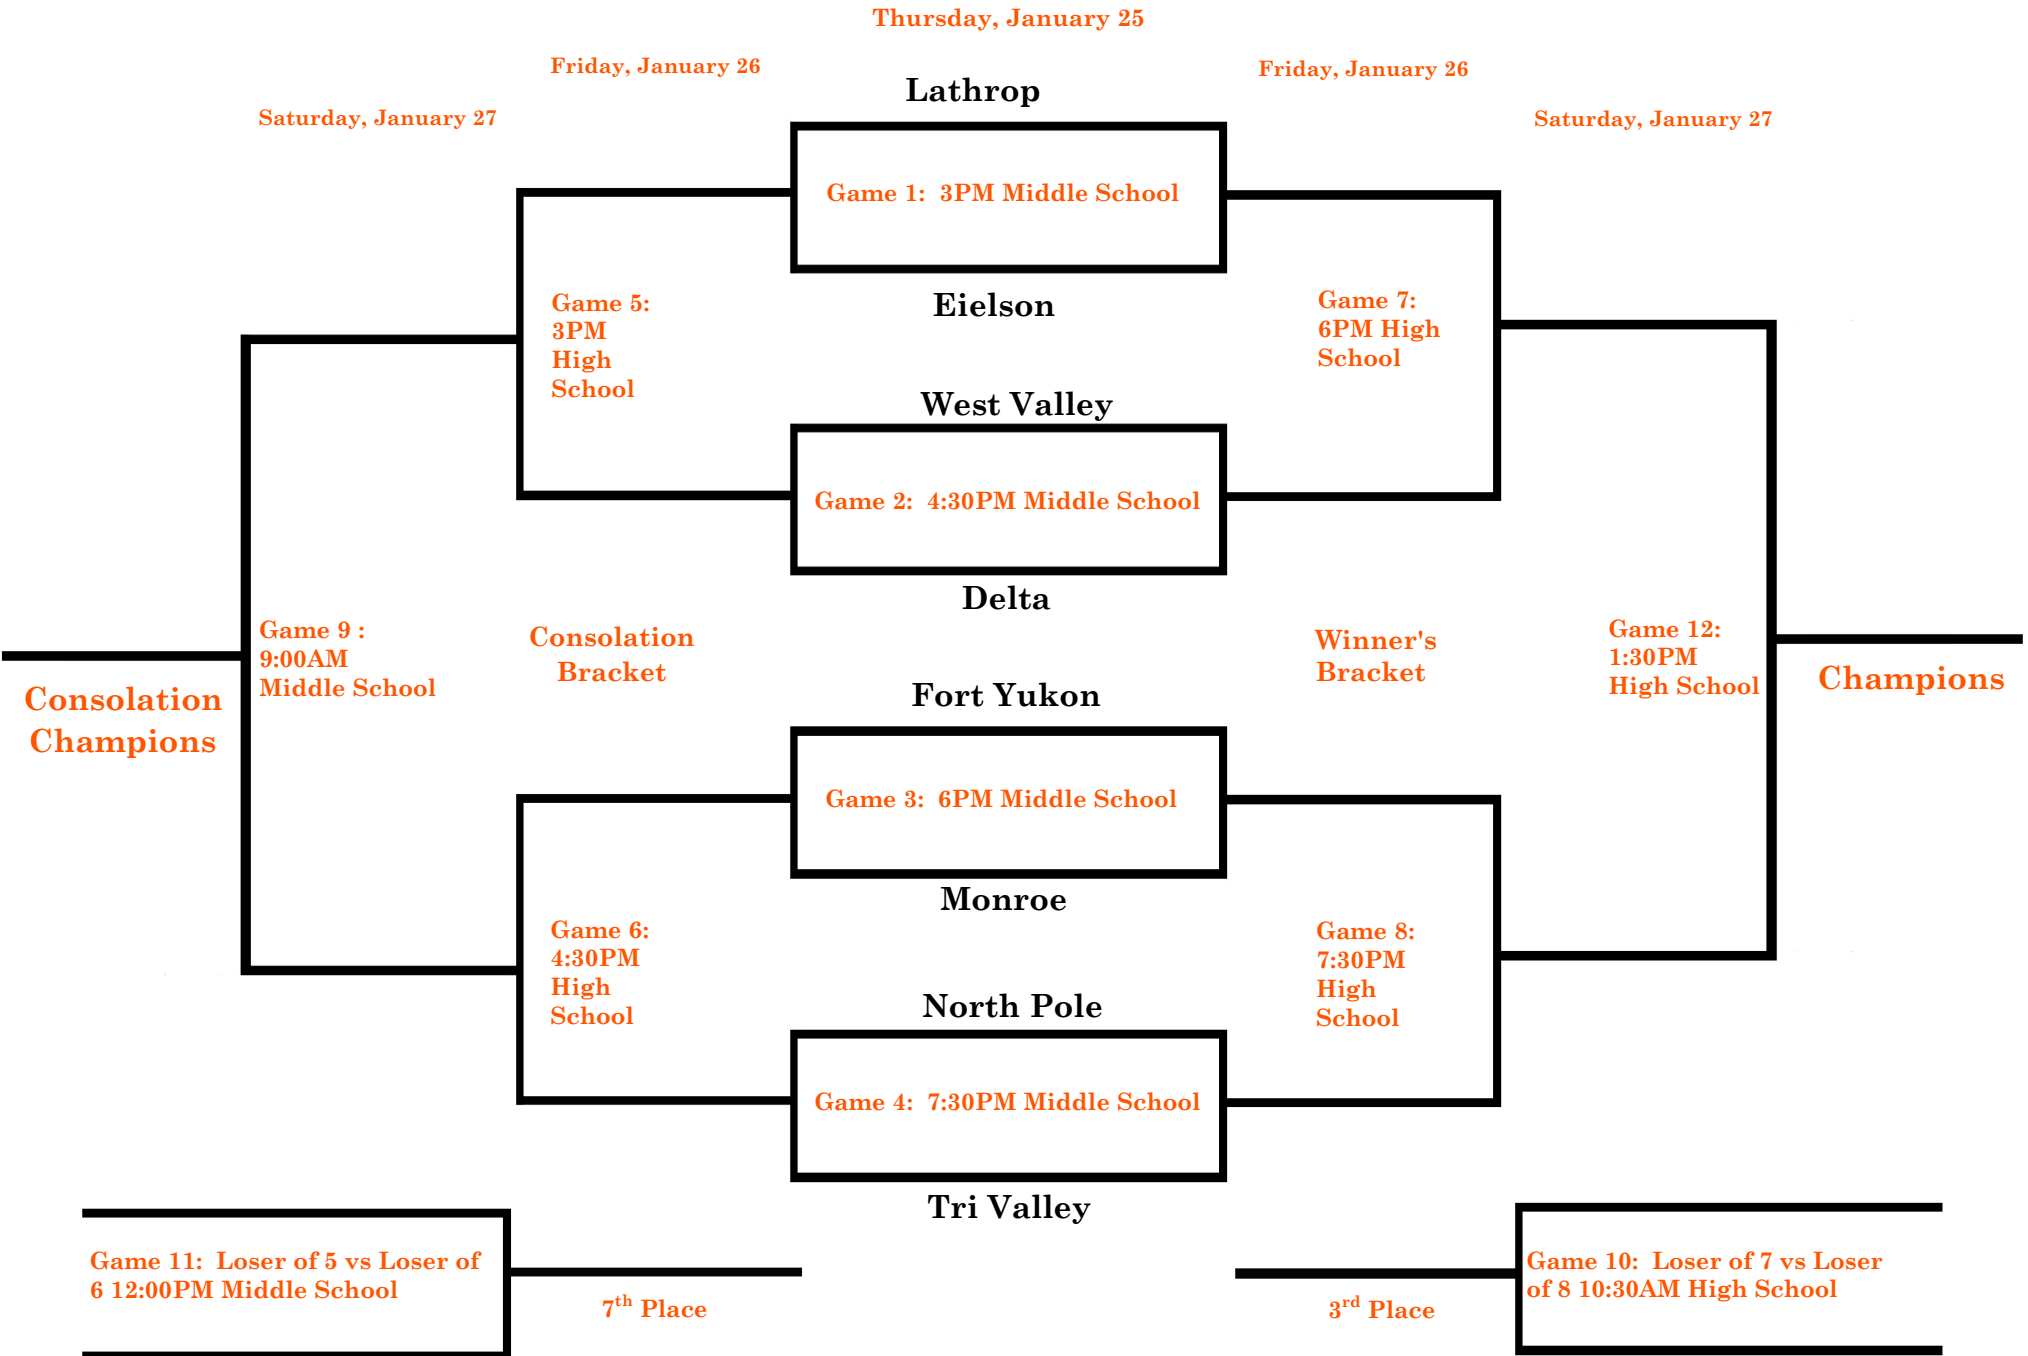 Thursday, January 25
Friday, January 26
Friday, January 26
Lathrop
Saturday, January 27
Saturday, January 27
Game 1:  3PM Middle School
Game 5:
3PM
High
School
Eielson
Game 7:
6PM High
School
West Valley
Game 2:  4:30PM Middle School
Delta
Game 9 :
9:00AM
Middle School
Consolation
Bracket
Winner's
Bracket
Game 12:
1:30PM
High School
Consolation
Champions
Champions
Fort Yukon
Game 3:  6PM Middle School
Monroe
Game 6:
4:30PM
High
School
Game 8:
7:30PM
High
School
North Pole
Game 4:  7:30PM Middle School
Tri Valley
Game 11:  Loser of 5 vs Loser of
6 12:00PM Middle School
7th Place
3rd Place
Game 10:  Loser of 7 vs Loser
of 8 10:30AM High School